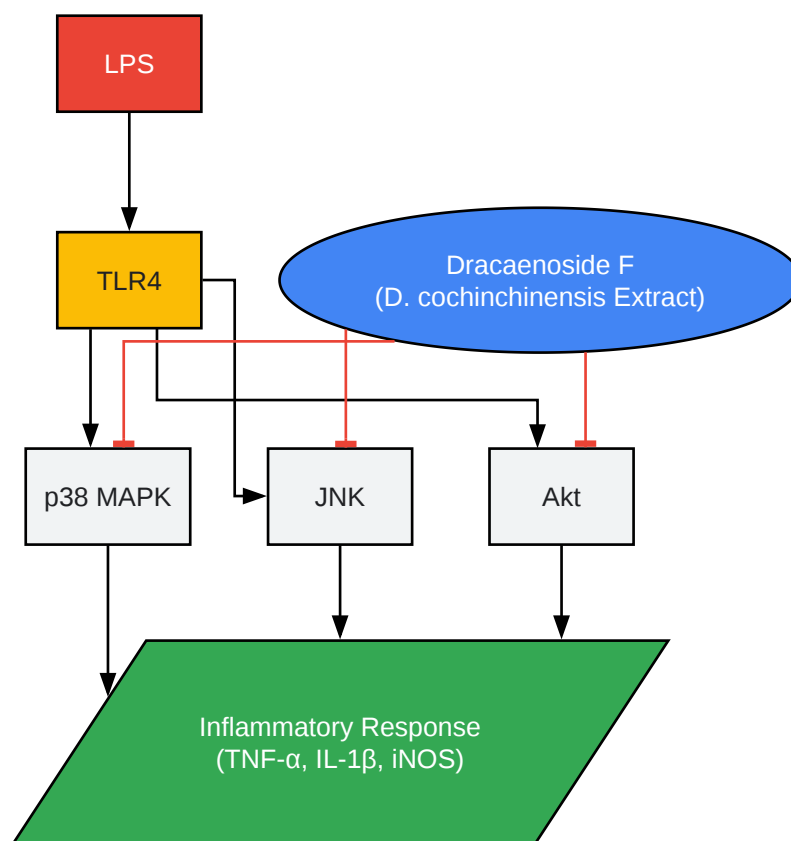 LPS
TLR4
Dracaenoside F
(D. cochinchinensis Extract)
p38 MAPK
JNK
Akt
Inflammatory Response
(TNF-α, IL-1β, iNOS)